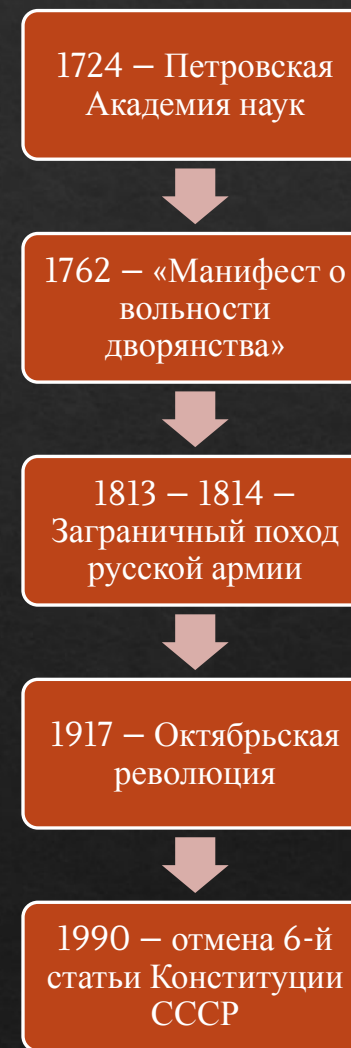 1724 – Петровская
Академия наук
1762 – «Манифест о
вольности
дворянства»
1813 – 1814 –
Заграничный поход
русской армии
1917 – Октябрьская
революция
1990 – отмена 6-й
статьи Конституции
СССР